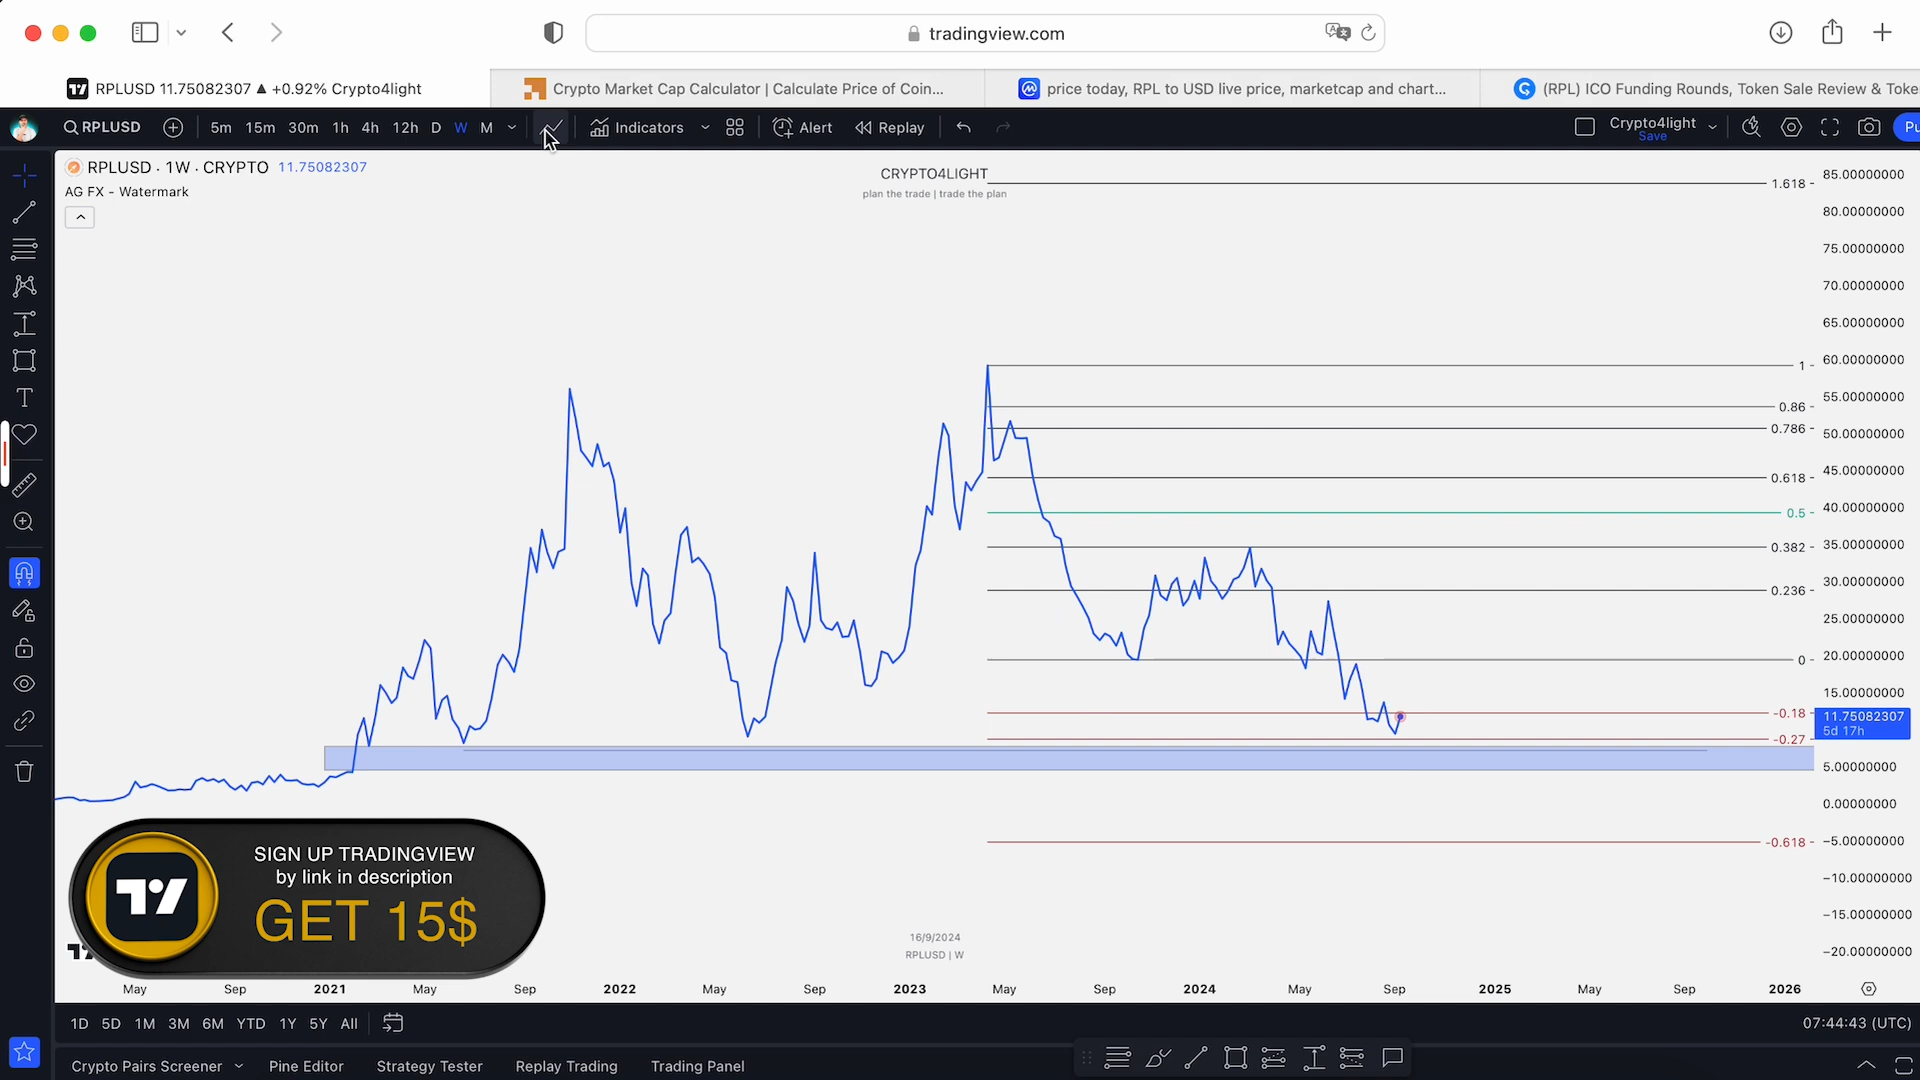 tradingview.com
RPLUSD 11.75082307 ▲ +0.92% Crypto4light
Crypto Market Cap Calculator | Calculate Price of Coin...
price today, RPL to USD live price, marketcap and chart...
(RPL) ICO Funding Rounds, Token Sale Review & Toke
RPLUSD
5m 15m 30m 1h 4h 12h D W M
Indicators
Alert
Replay
Crypto4light
Save
Pu
RPLUSD · 1W · CRYPTO 11.75082307
AG FX - Watermark
CRYPTO4LIGHT
plan the trade | trade the plan
1.618
1
0.86
0.786
0.618
0.5
0.382
0.236
0
-0.18
-0.27
-0.618
85.00000000
80.00000000
75.00000000
70.00000000
65.00000000
60.00000000
55.00000000
50.00000000
45.00000000
40.00000000
35.00000000
30.00000000
25.00000000
20.00000000
15.00000000
11.75082307
5d 17h
5.00000000
0.00000000
−5.00000000
−10.00000000
−15.00000000
−20.00000000
SIGN UP TRADINGVIEW
by link in description
GET 15$
16/9/2024
RPLUSD | W
May Sep 2021 May Sep 2022 May Sep 2023 May Sep 2024 May Sep 2025 May Sep 2026
1D 5D 1M 3M 6M YTD 1Y 5Y All
07:44:43 (UTC)
Crypto Pairs Screener Pine Editor Strategy Tester Replay Trading Trading Panel